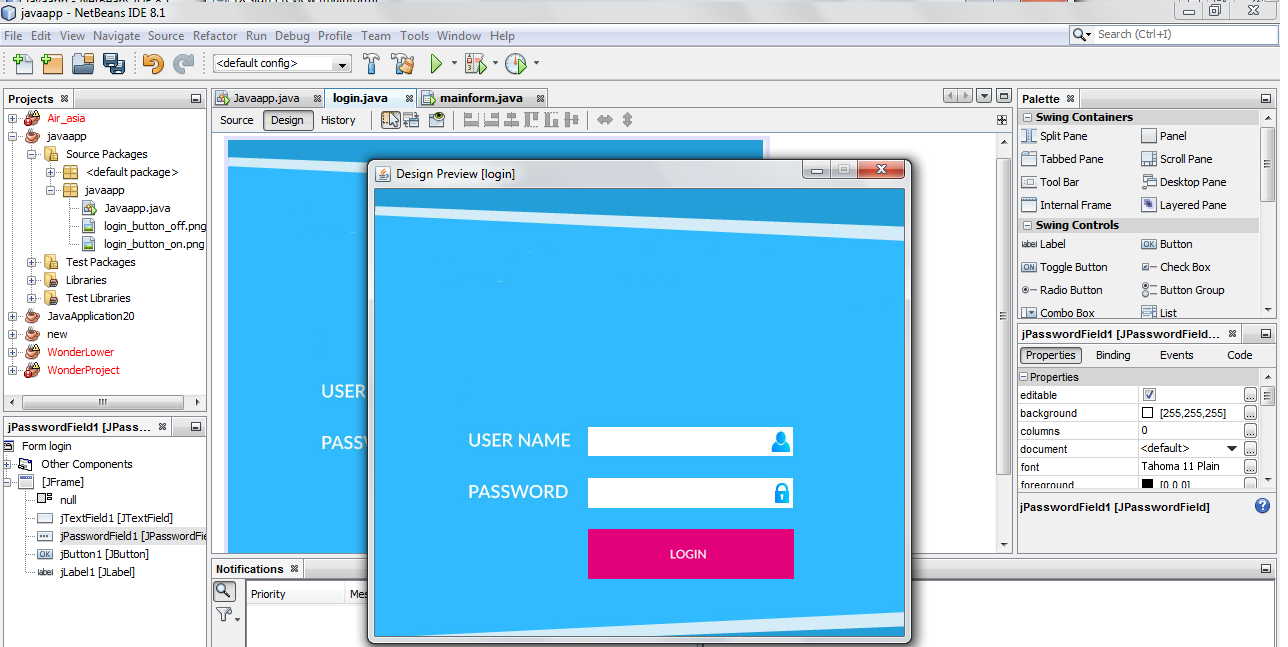 javaapp - NetBeans IDE 8.1
File Edit View Navigate Source Refactor Run Debug Profile Team Tools Window Help
Search (Ctrl+I)
<default config>
Projects
Air_asia
javaapp
Source Packages
<default package>
javaapp
Javaapp.java
login_button_off.png
login_button_on.png
Test Packages
Libraries
Test Libraries
JavaApplication20
new
WonderLower
WonderProject
jPasswordField1 [JPass...
Form login
Other Components
[JFrame]
null
jTextField1 [JTextField]
jPasswordField1 [JPasswordFie
jButton1 [JButton]
OK
label
jLabel1 [JLabel]
Javaapp.java login.java mainform.java
Source Design History
USER
PASSW
Design Preview [login]
USER NAME
PASSWORD
LOGIN
Notifications
Priority Mes
Palette
Swing Containers
Split Pane Panel
Tabbed Pane Scroll Pane
Tool Bar Desktop Pane
Internal Frame Layered Pane
Swing Controls
label Label OK Button
ON Toggle Button Check Box
Radio Button Button Group
Combo Box List
jPasswordField1 [JPasswordField...
Properties Binding Events Code
Properties
editable
background [255,255,255]
columns 0
document <default>
font Tahoma 11 Plain
foreground [0,0,0]
jPasswordField1 [JPasswordField]